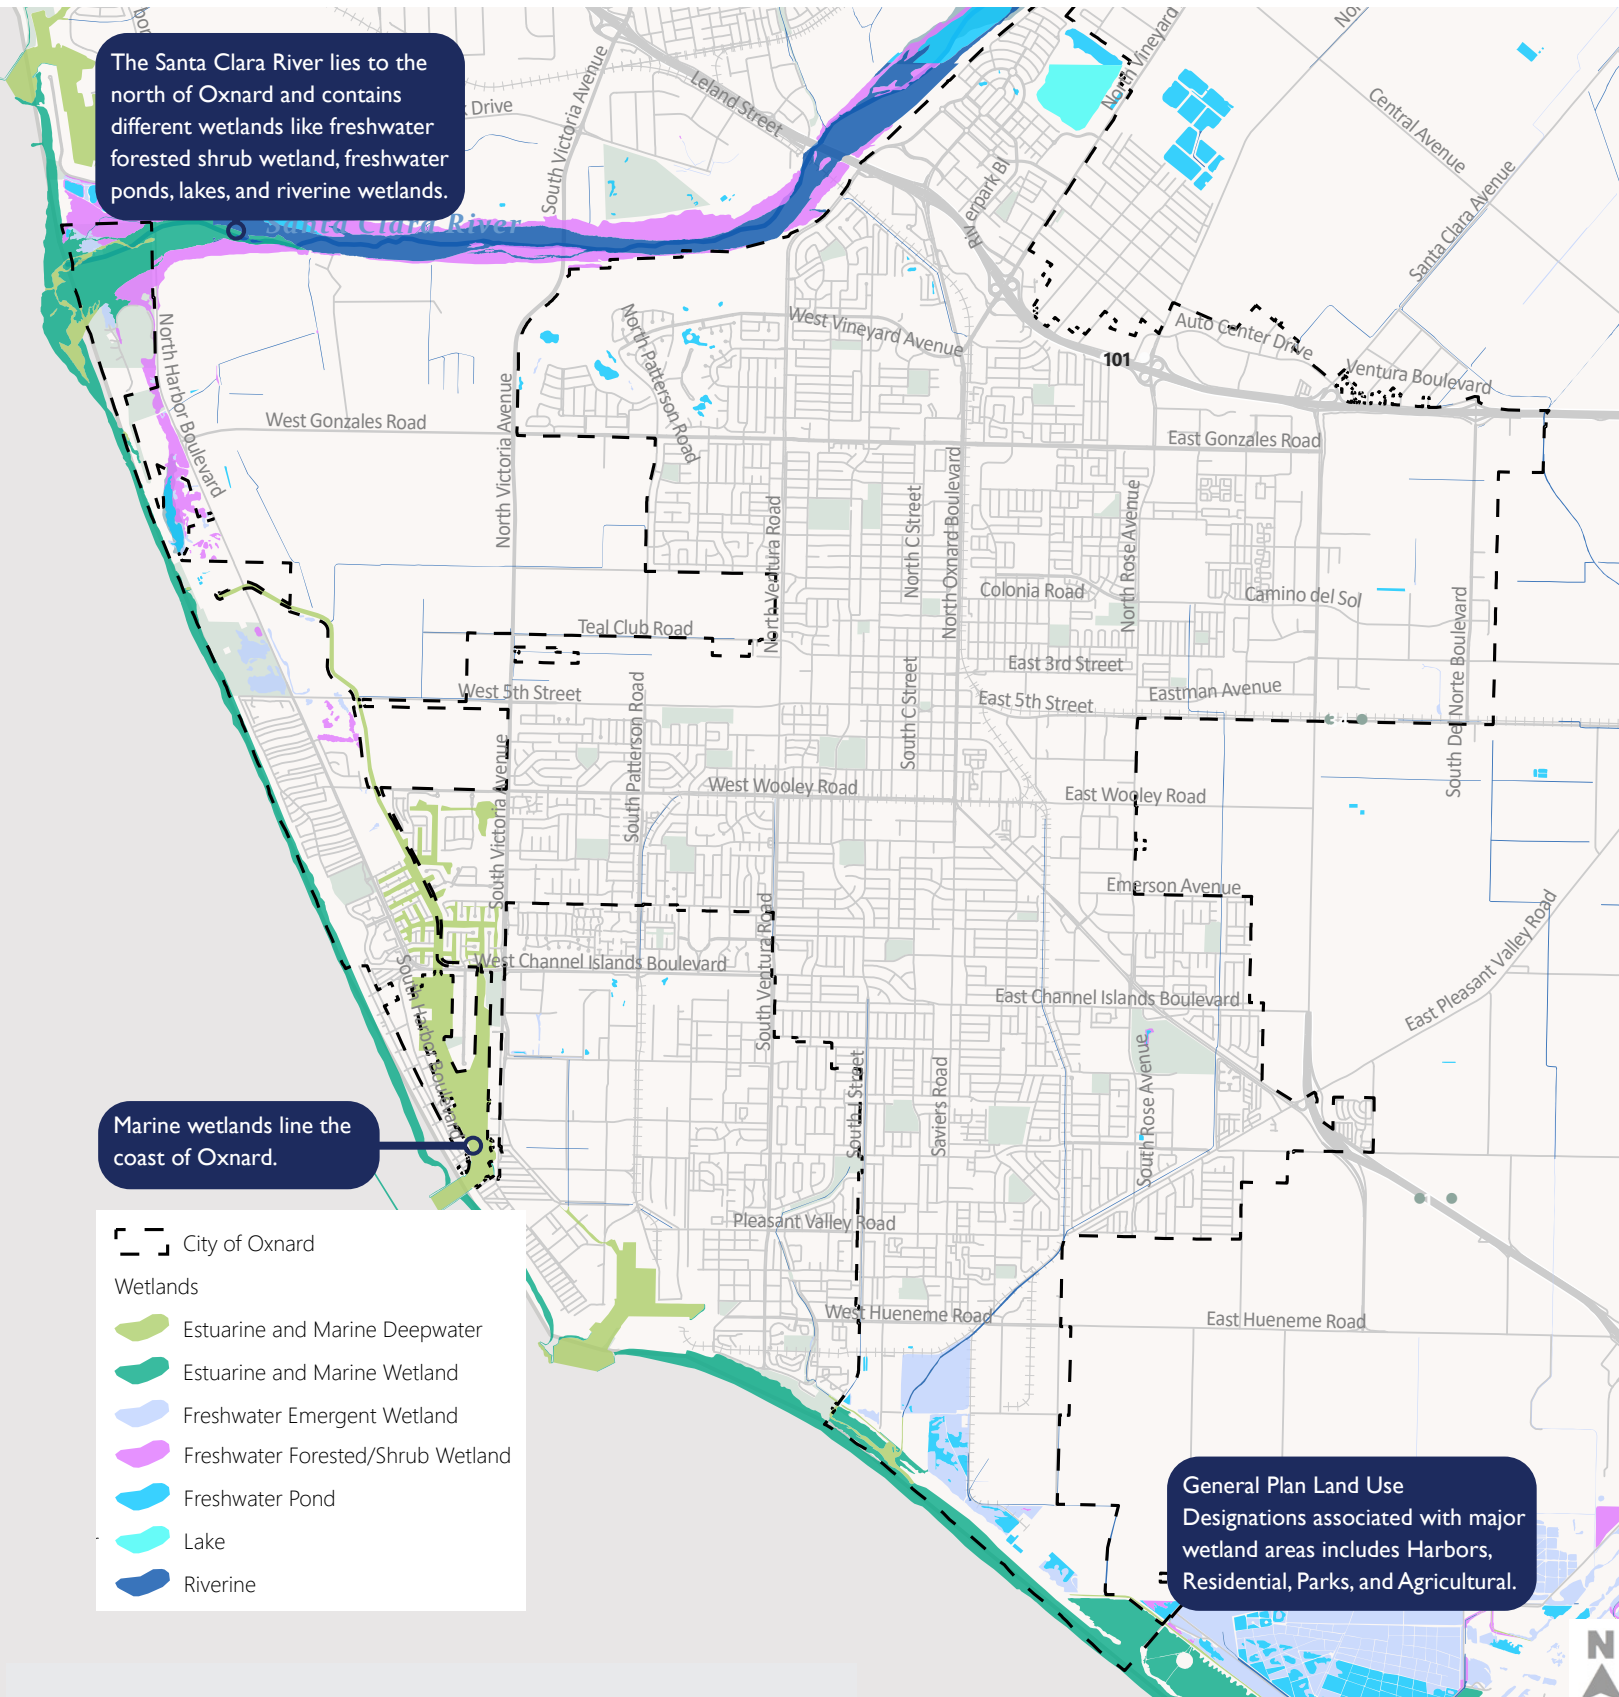 The Santa Clara River lies to the
north of Oxnard and contains
different wetlands like freshwater
forested shrub wetland, freshwater
ponds, lakes, and riverine wetlands.
Drive
South Victoria Avenue
Leland Street
North Vineyard
Central Avenue
Santa Clara Avenue
Riverpark Bl
Santa Clara River
North Harbor Boulevard
North Patterson Road
West Vineyard Avenue
Auto Center Drive
101
Ventura Boulevard
West Gonzales Road
North Victoria Avenue
East Gonzales Road
North Ventura Road
North C Street
North Oxnard Boulevard
North Rose Avenue
Colonia Road
Camino del Sol
Teal Club Road
East 3rd Street
South Del Norte Boulevard
West 5th Street
East 5th Street
Eastman Avenue
South Patterson Road
South C Street
South Victoria Avenue
West Wooley Road
East Wooley Road
Emerson Avenue
South Ventura Road
West Channel Islands Boulevard
East Channel Islands Boulevard
East Pleasant Valley Road
South Harbor Boulevard
South J Street
Saviers Road
South Rose Avenue
Marine wetlands line the
coast of Oxnard.
Pleasant Valley Road
West Hueneme Road
East Hueneme Road
City of Oxnard
Wetlands
Estuarine and Marine Deepwater
Estuarine and Marine Wetland
Freshwater Emergent Wetland
Freshwater Forested/Shrub Wetland
Freshwater Pond
Lake
Riverine
General Plan Land Use
Designations associated with major
wetland areas includes Harbors,
Residential, Parks, and Agricultural.
N